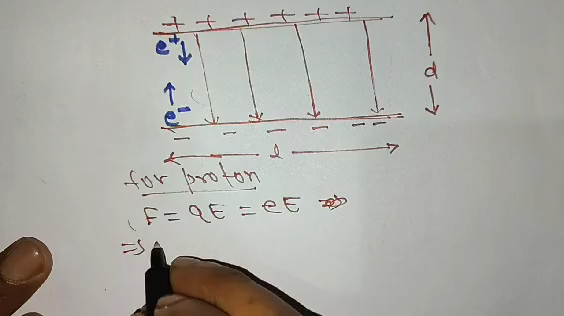 + + + + + +
e+ ↓
d
↑ e-
- - - - - -
l
for proton
F = QE = eE ⇒
⇒